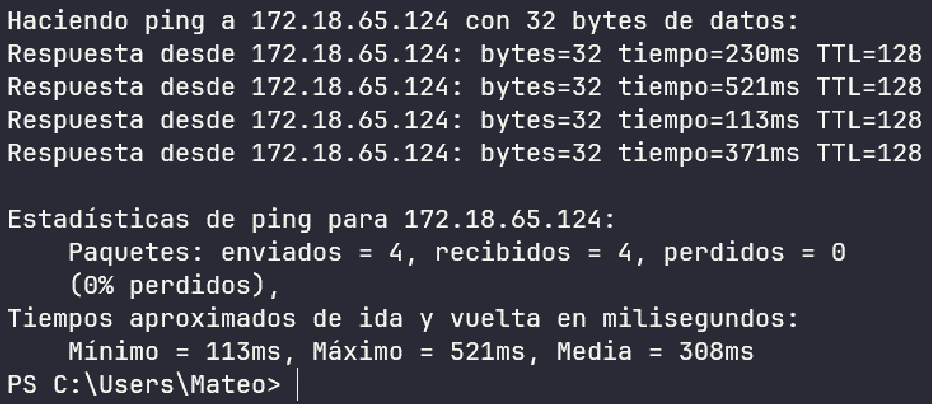 Haciendo ping a 172.18.65.124 con 32 bytes de datos:
Respuesta desde 172.18.65.124: bytes=32 tiempo=230ms TTL=128
Respuesta desde 172.18.65.124: bytes=32 tiempo=521ms TTL=128
Respuesta desde 172.18.65.124: bytes=32 tiempo=113ms TTL=128
Respuesta desde 172.18.65.124: bytes=32 tiempo=371ms TTL=128

Estadísticas de ping para 172.18.65.124:
    Paquetes: enviados = 4, recibidos = 4, perdidos = 0
    (0% perdidos),
Tiempos aproximados de ida y vuelta en milisegundos:
    Mínimo = 113ms, Máximo = 521ms, Media = 308ms
PS C:\Users\Mateo>